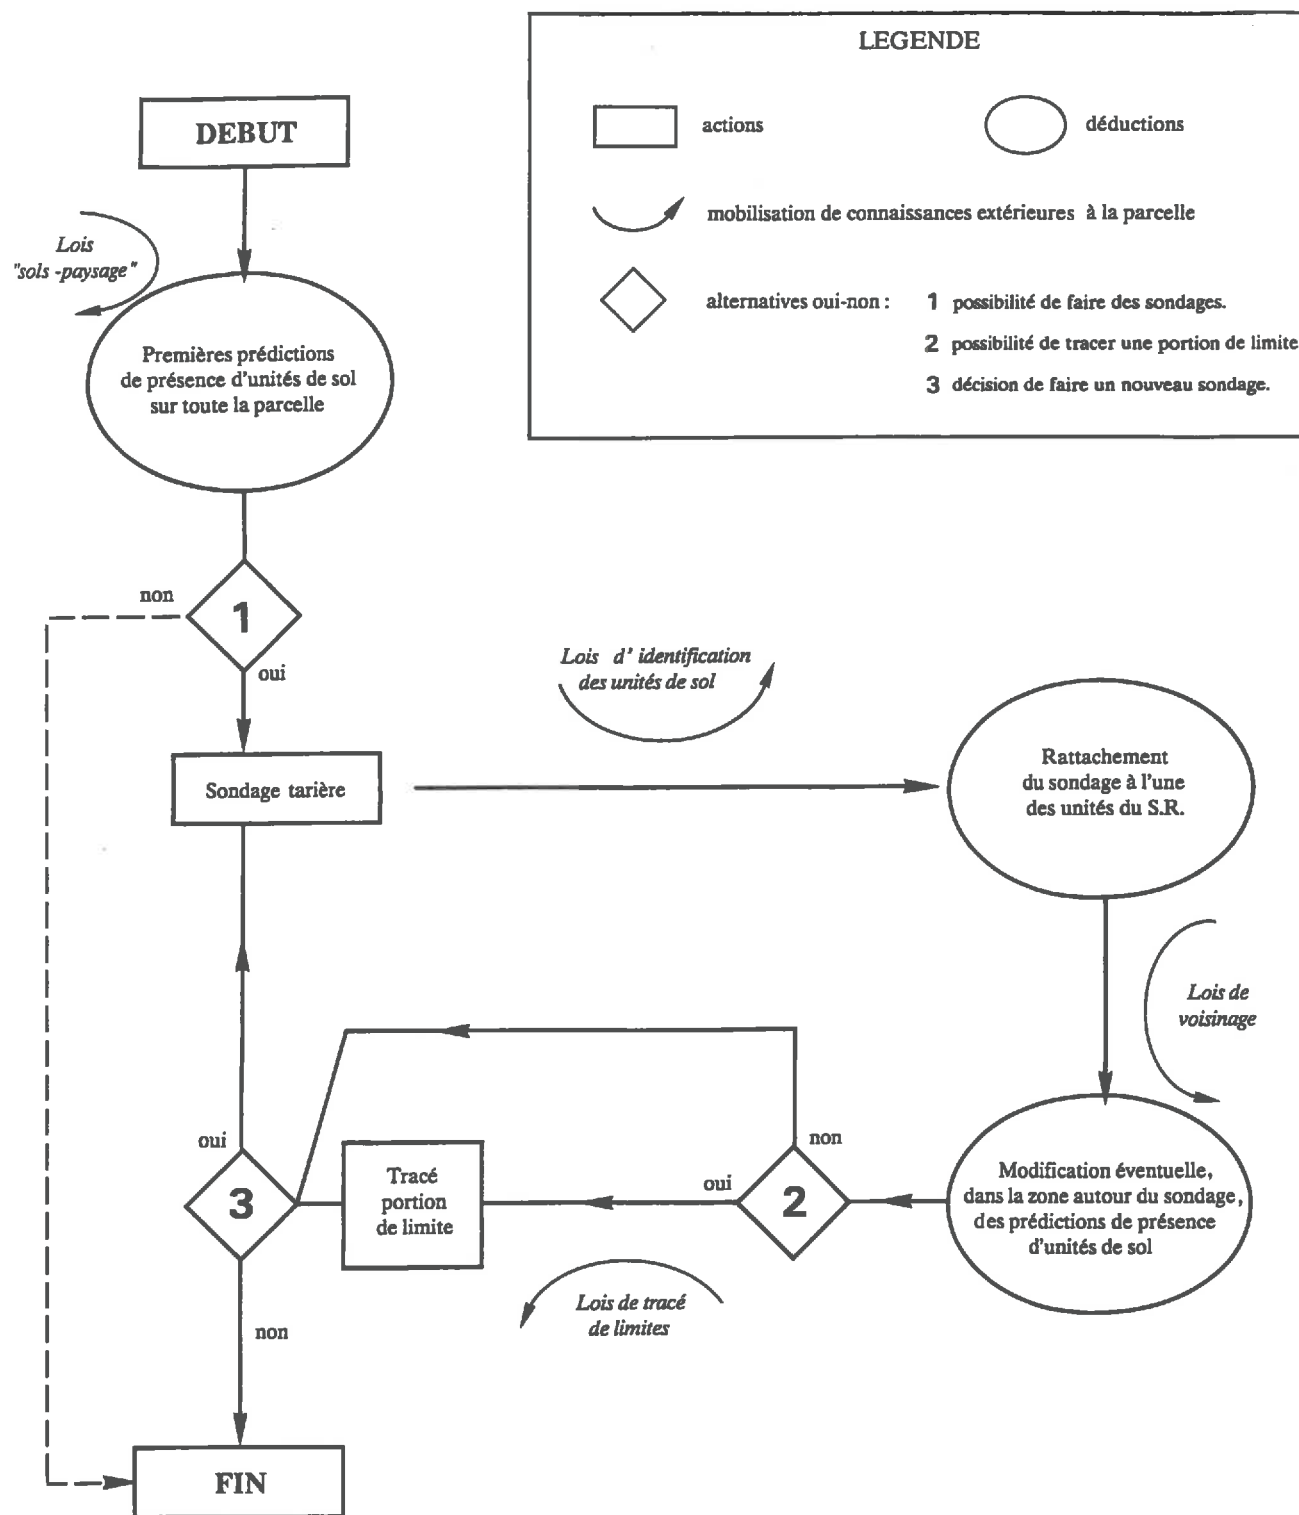 LEGENDE
actions
déductions
mobilisation de connaissances extérieures à la parcelle
alternatives oui-non :
1 possibilité de faire des sondages.
2 possibilité de tracer une portion de limite
3 décision de faire un nouveau sondage.
DEBUT
Lois
"sols -paysage"
Premières prédictions
de présence d'unités de sol
sur toute la parcelle
non
1
oui
Lois d' identification
des unités de sol
Sondage tarière
Rattachement
du sondage à l'une
des unités du S.R.
Lois de
voisinage
Modification éventuelle,
dans la zone autour du sondage,
des prédictions de présence
d'unités de sol
non
oui
2
Tracé
portion
de limite
Lois de tracé
de limites
oui
3
non
FIN